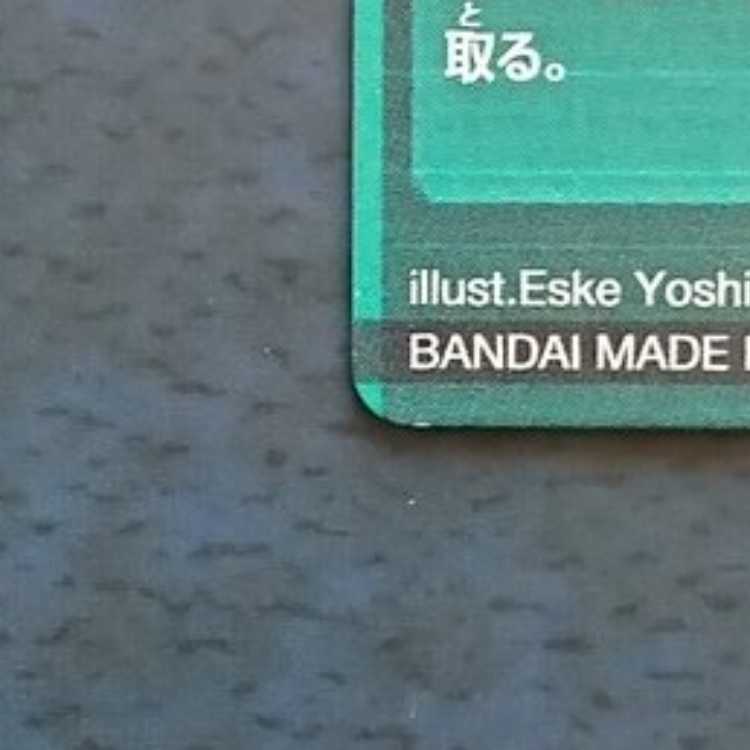 と
取る。
illust.Eske Yoshi
BANDAI MADE